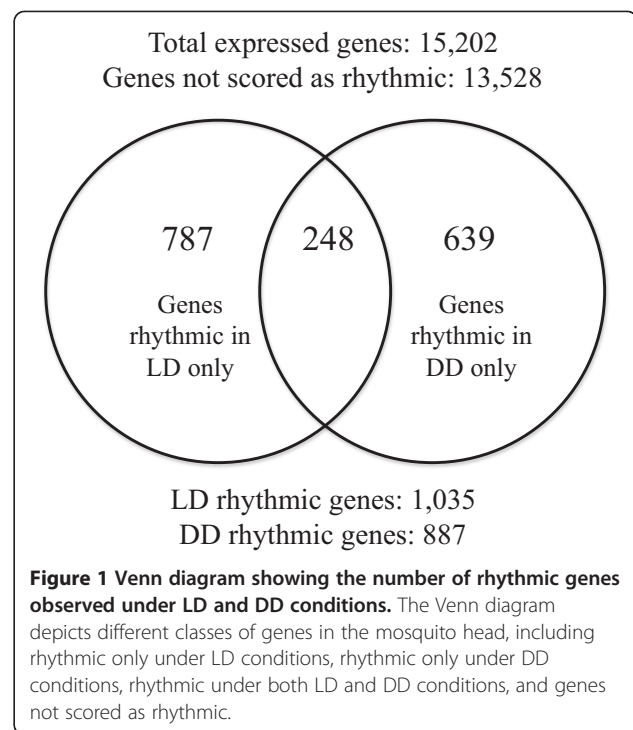 Total expressed genes: 15,202
Genes not scored as rhythmic: 13,528
787
248
639
Genes
rhythmic in
LD only
Genes
rhythmic in
DD only
LD rhythmic genes: 1,035
DD rhythmic genes: 887
Figure 1 Venn diagram showing the number of rhythmic genes
observed under LD and DD conditions. The Venn diagram
depicts different classes of genes in the mosquito head, including
rhythmic only under LD conditions, rhythmic only under DD
conditions, rhythmic under both LD and DD conditions, and genes
not scored as rhythmic.